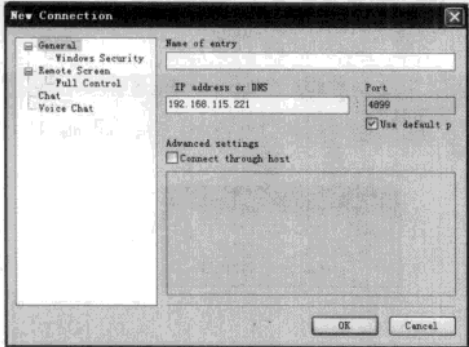 New Connection
General
Windows Security
Remote Screen
Full Control
Chat
Voice Chat
Name of entry
IP address or DNS
Port
192.168.115.221
4899
Use default p
Advanced settings
Connect through host
OK
Cancel